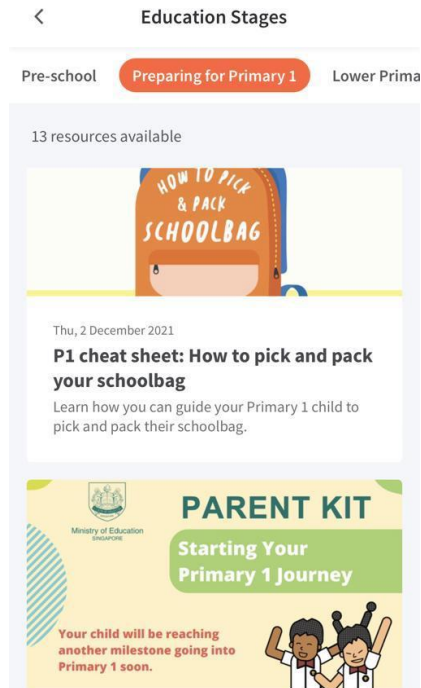 Education Stages
Pre-school
Preparing for Primary 1
Lower Prima
13 resources available
HOW TO PICK
& PACK
SCHOOLBAG
Thu, 2 December 2021
P1 cheat sheet: How to pick and pack
your schoolbag
Learn how you can guide your Primary 1 child to
pick and pack their schoolbag.
Ministry of Education
SINGAPORE
PARENT KIT
Starting Your
Primary 1 Journey
Your child will be reaching
another milestone going into
Primary 1 soon.